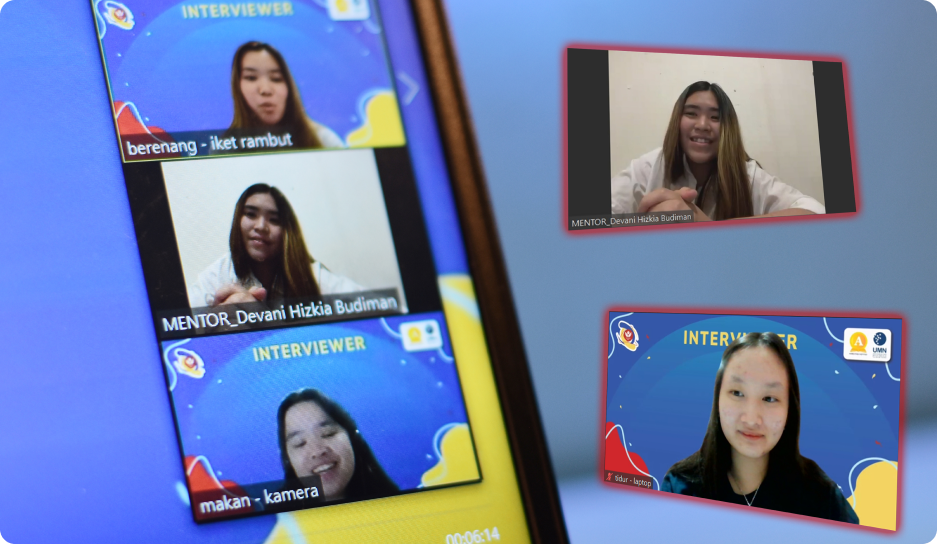 INTERVIEWER
berenang - iket rambut
MENTOR_Devani Hizkia Budiman
INTERVIEWER
A
makan - kamera
00:06:14
MENTOR_Devani Hizkia Budiman
INTERVIEWER
A
UMN
tidur - laptop